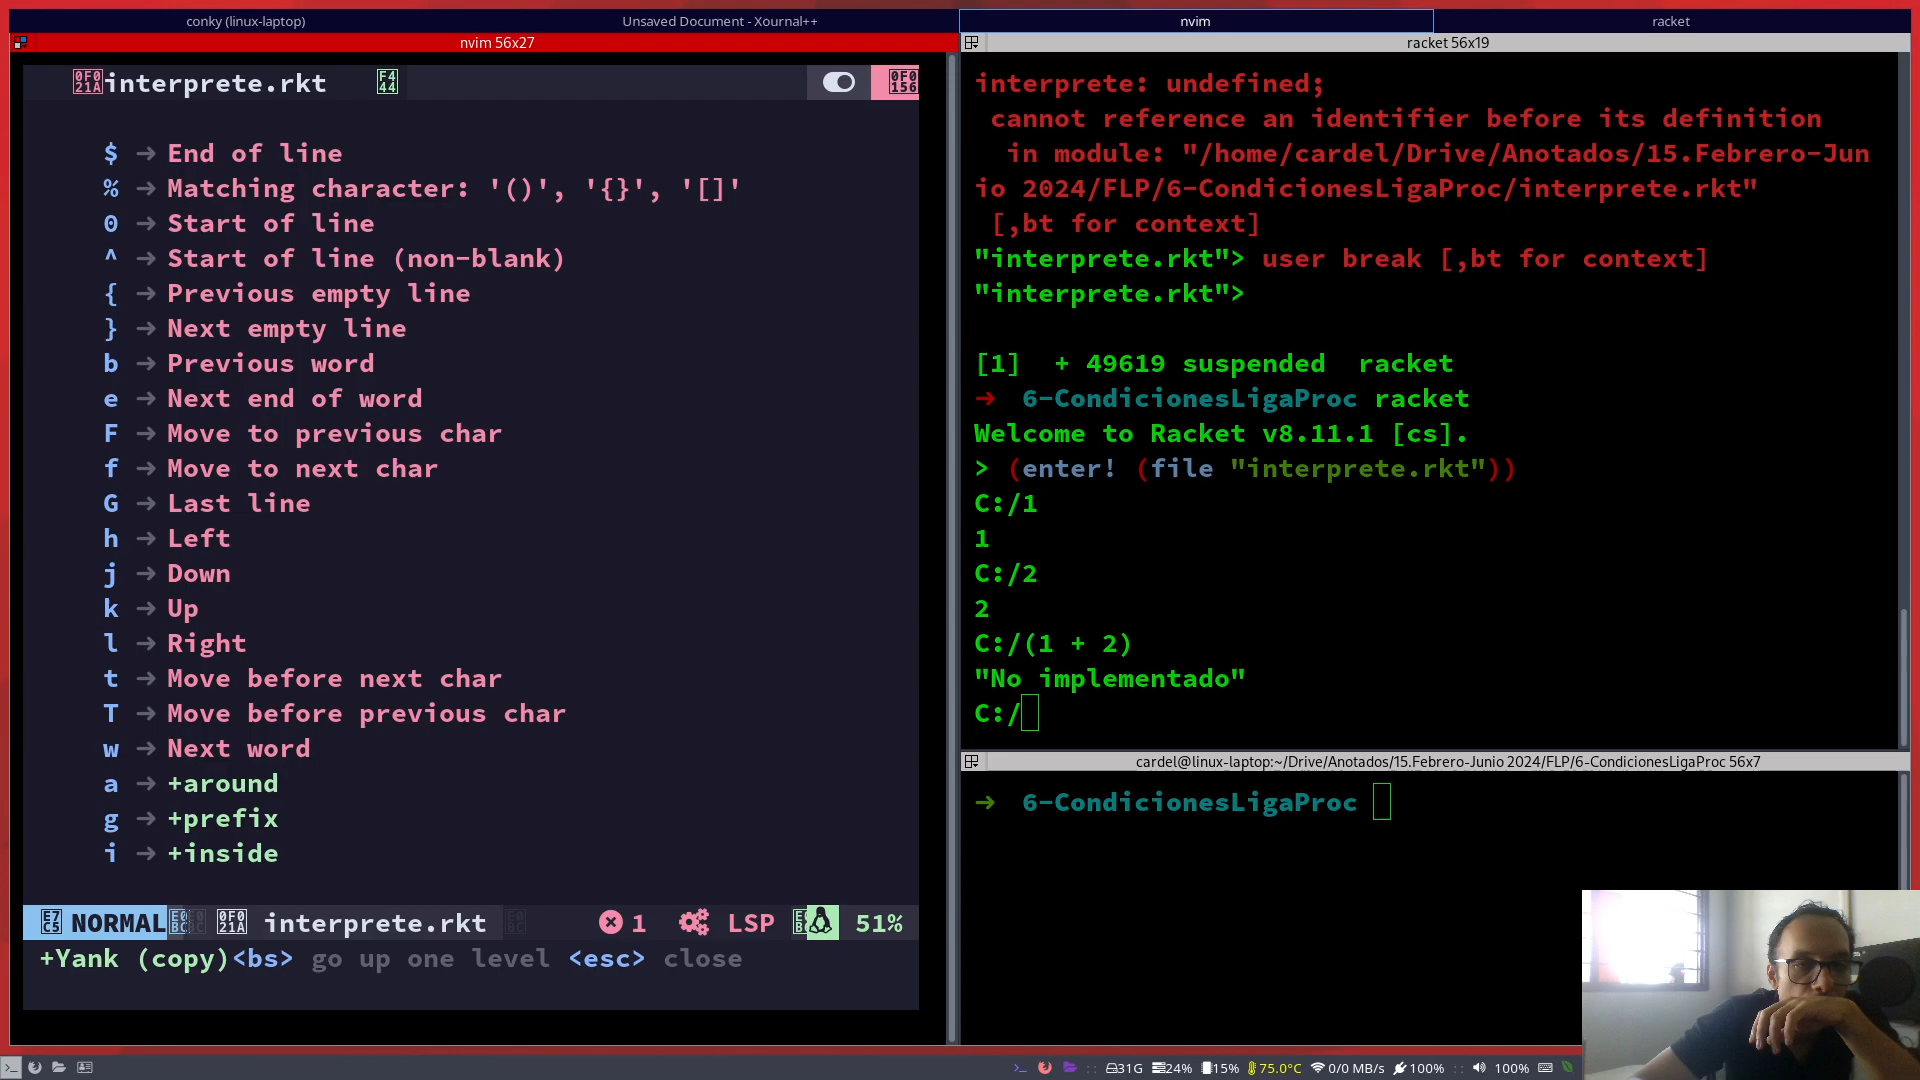 conky (linux-laptop)
Unsaved Document - Xournal++
nvim
racket
nvim 56x27
interprete.rkt
$ → End of line
% → Matching character: '()', '{}', '[]'
0 → Start of line
^ → Start of line (non-blank)
{ → Previous empty line
} → Next empty line
b → Previous word
e → Next end of word
F → Move to previous char
f → Move to next char
G → Last line
h → Left
j → Down
k → Up
l → Right
t → Move before next char
T → Move before previous char
w → Next word
a → +around
g → +prefix
i → +inside
NORMAL interprete.rkt 1 LSP 51%
+Yank (copy)<bs> go up one level <esc> close
racket 56x19
interprete: undefined;
cannot reference an identifier before its definition
in module: "/home/cardel/Drive/Anotados/15.Febrero-Jun
io 2024/FLP/6-CondicionesLigaProc/interprete.rkt"
[,bt for context]
"interprete.rkt"> user break [,bt for context]
"interprete.rkt">
[1]  + 49619 suspended  racket
→ 6-CondicionesLigaProc racket
Welcome to Racket v8.11.1 [cs].
> (enter! (file "interprete.rkt"))
C:/1
1
C:/2
2
C:/(1 + 2)
"No implementado"
C:/
cardel@linux-laptop:~/Drive/Anotados/15.Febrero-Junio 2024/FLP/6-CondicionesLigaProc 56x7
→ 6-CondicionesLigaProc
31G 24% 15% 75.0°C 0/0 MB/s 100% :: 100%